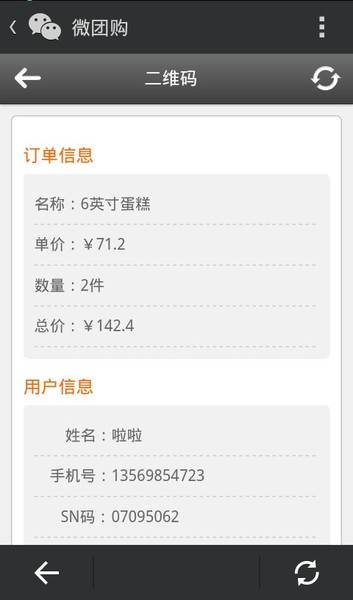 微团购
二维码
订单信息
名称：6英寸蛋糕
单价：￥71.2
数量：2件
总价：￥142.4
用户信息
姓名：啦啦
手机号：13569854723
SN码：07095062